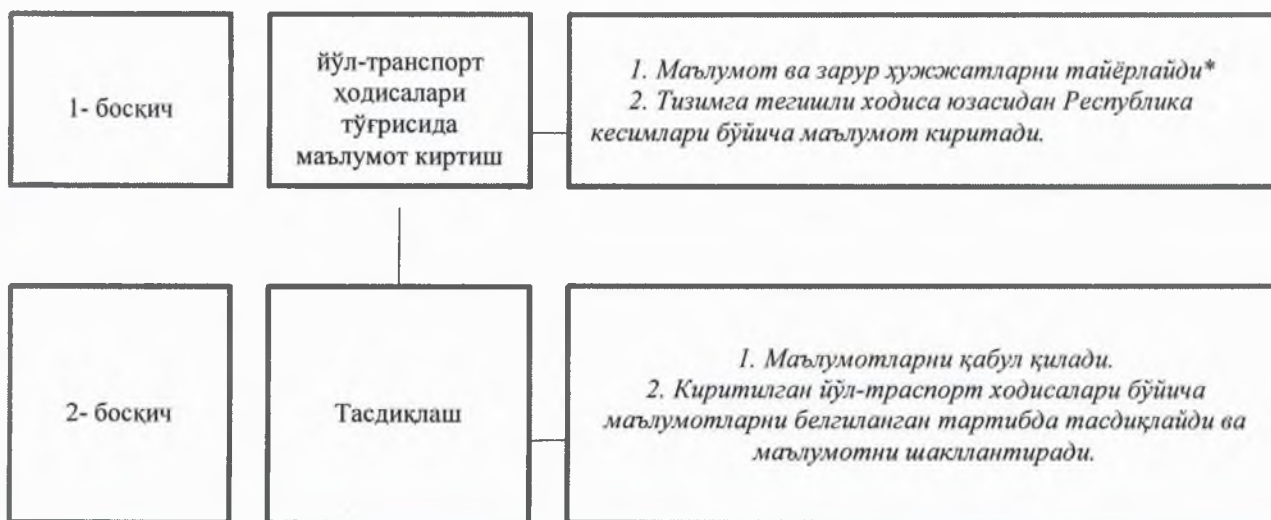 1- босқич
йўл-транспорт
ҳодисалари
тўғрисида
маълумот киртиш
1. Маълумот ва зарур ҳужжатларни тайёрлайди*
2. Тизимга тегишли ходиса юзасидан Республика
кесимлари бўйича маълумот киритади.
2- босқич
Тасдиқлаш
1. Маълумотларни қабул қилади.
2. Киритилган йўл-траспорт ходисалари бўйича
маълумотларни белгиланган тартибда тасдиқлайди ва
маълумотни шакллантиради.